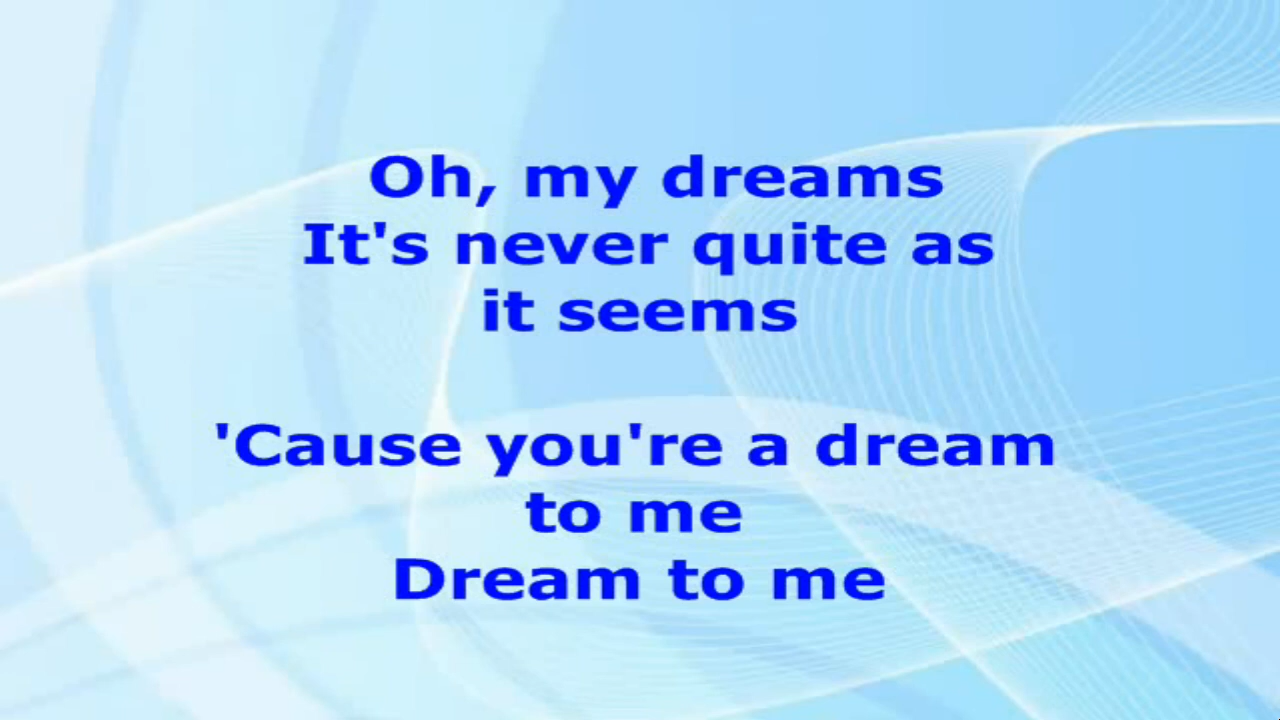 Oh, my dreams
It's never quite as
it seems
'Cause you're a dream
to me
Dream to me